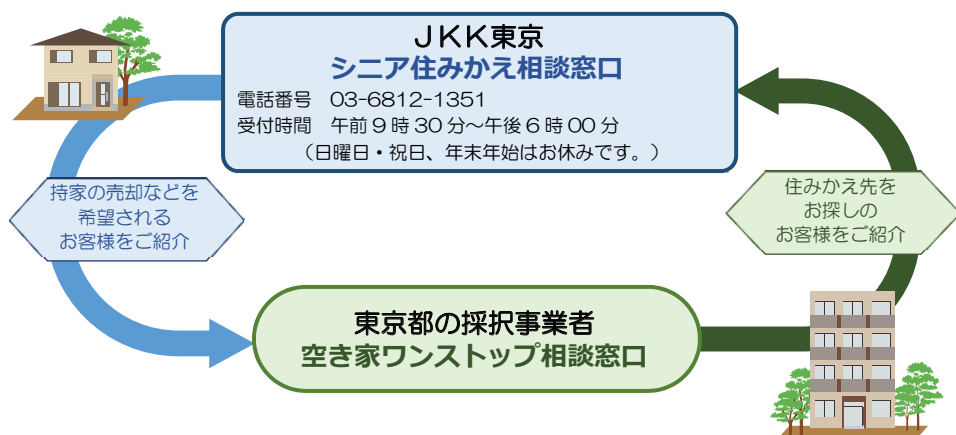 JKK東京
シニア住みかえ相談窓口
電話番号　03-6812-1351
受付時間　午前9時30分～午後6時00分
（日曜日・祝日、年末年始はお休みです。）
持家の売却などを
希望される
お客様をご紹介
住みかえ先を
お探しの
お客様をご紹介
東京都の採択事業者
空き家ワンストップ相談窓口